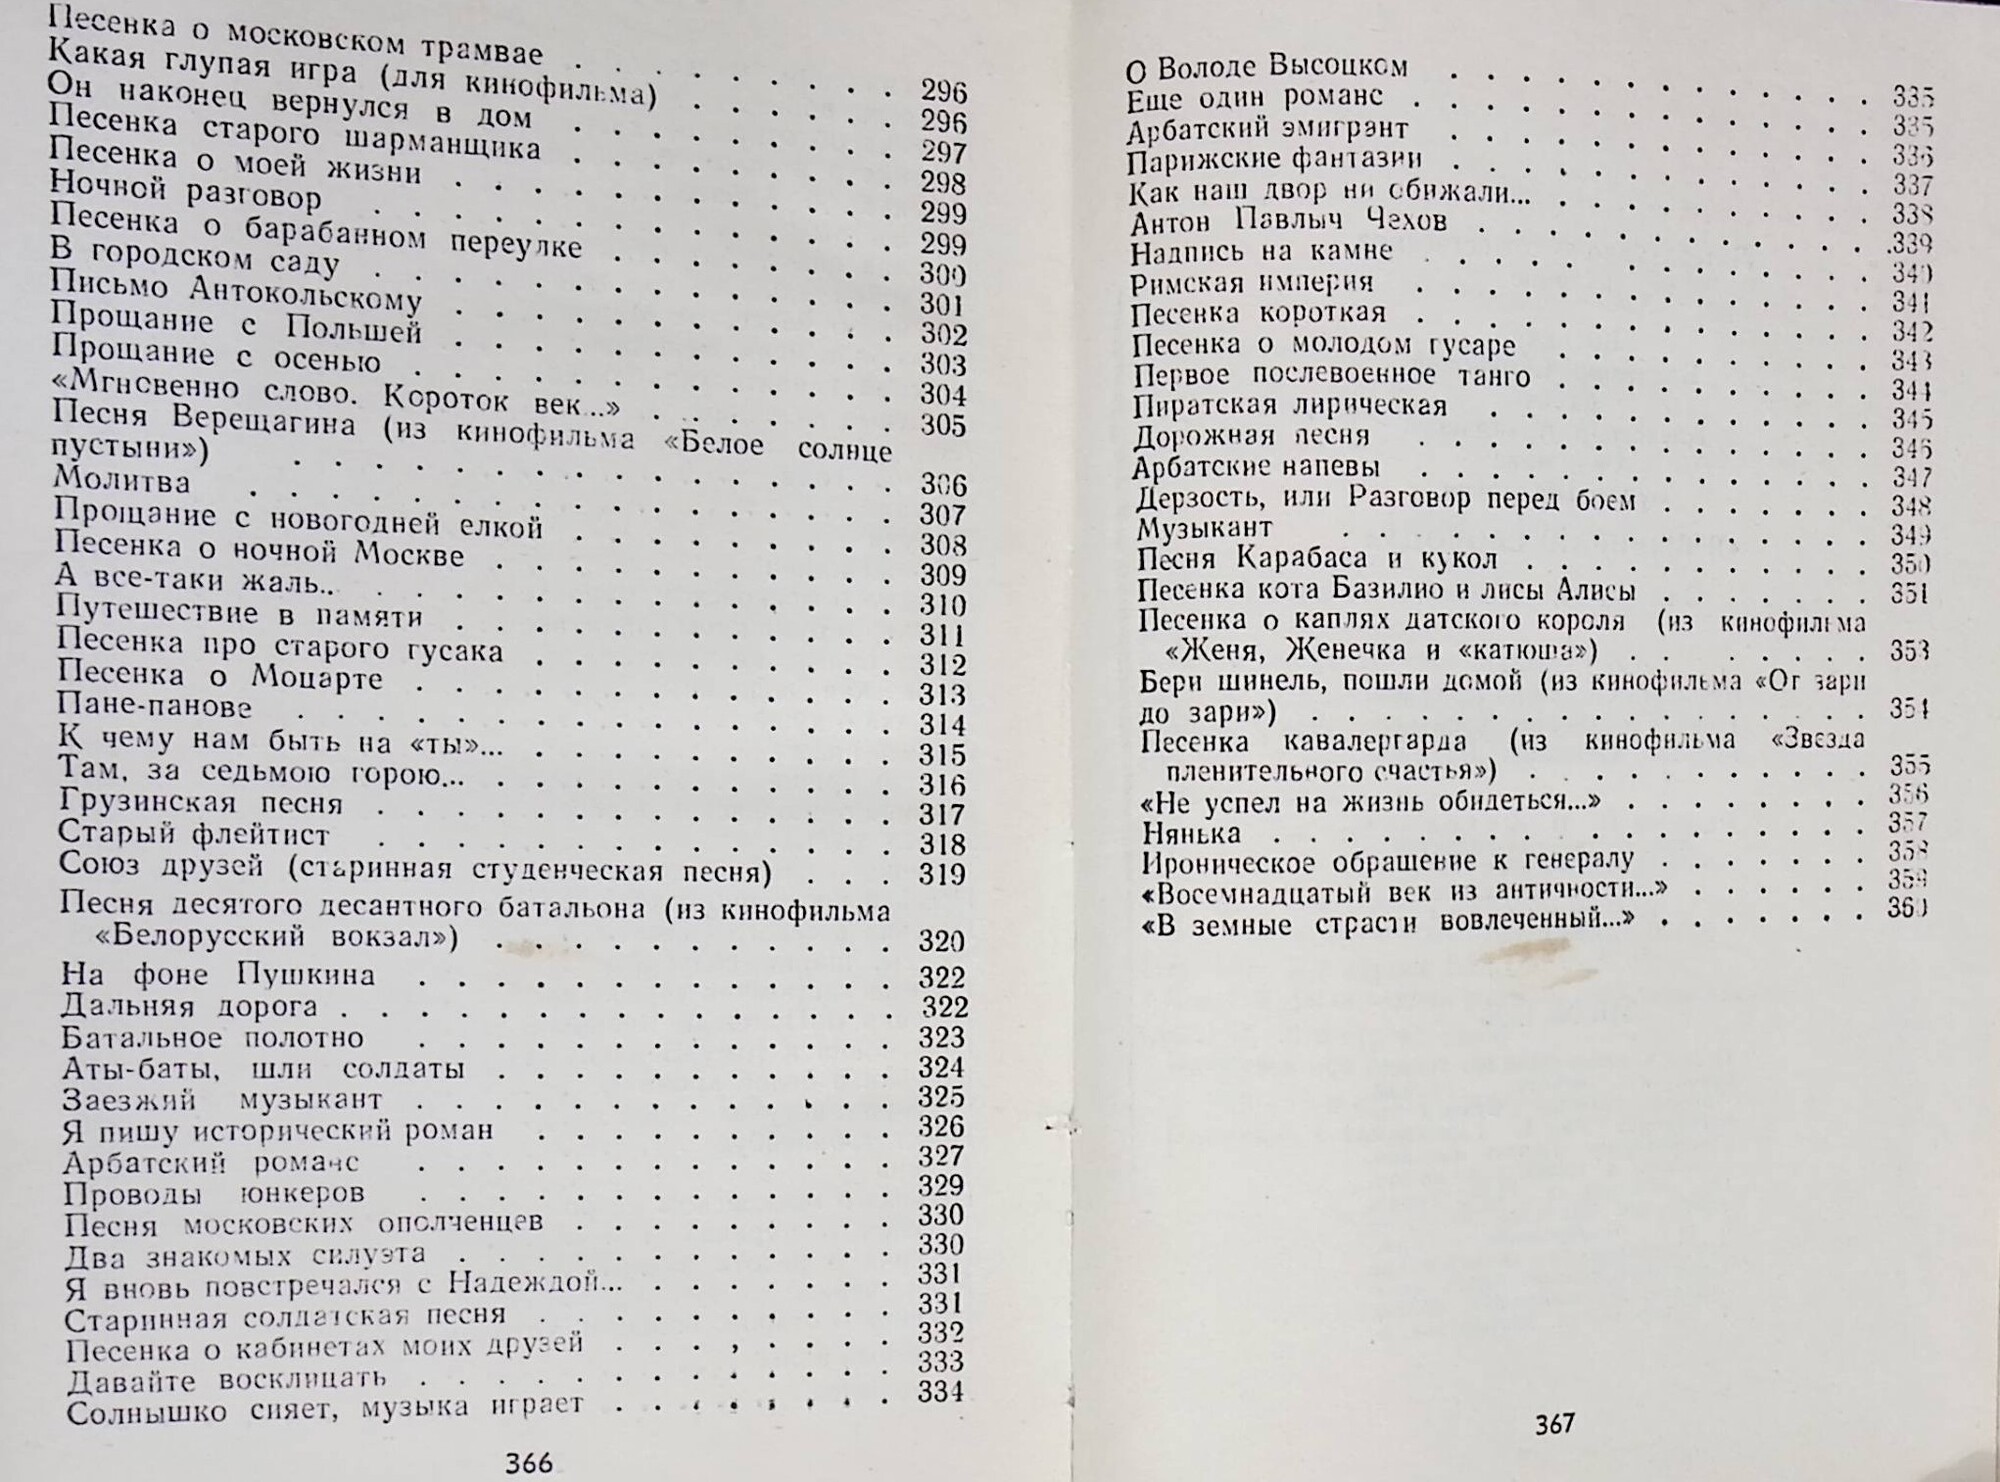 Песенка о московском трамвае . . . . . . . . . 296
Какая глупая игра (для кинофильма) . . . . . . 296
Он наконец вернулся в дом . . . . . . . . . 297
Песенка старого шарманщика . . . . . . . . . 298
Песенка о моей жизни . . . . . . . . . . . . 299
Ночной разговор . . . . . . . . . . . . . . 299
Песенка о барабанном переулке . . . . . . . . 300
В городском саду . . . . . . . . . . . . . . 301
Письмо Антокольскому . . . . . . . . . . . . 302
Прощание с Польшей . . . . . . . . . . . . 303
Прощание с осенью . . . . . . . . . . . . . 304
«Мгновенно слово. Короток век...» . . . . . . . 305
Песня Верещагина (из кинофильма «Белое солнце
пустыни») . . . . . . . . . . . . . . . . 306
Молитва . . . . . . . . . . . . . . . . . 307
Прощание с новогодней елкой . . . . . . . . . 308
Песенка о ночной Москве . . . . . . . . . . . 309
А все-таки жаль... . . . . . . . . . . . . . . 310
Путешествие в памяти . . . . . . . . . . . . 311
Песенка про старого гусака . . . . . . . . . . 312
Песенка о Моцарте . . . . . . . . . . . . . 313
Пане-панове . . . . . . . . . . . . . . . . 314
К чему нам быть на «ты»... . . . . . . . . . . 315
Там, за седьмою горою... . . . . . . . . . . . 316
Грузинская песня . . . . . . . . . . . . . . 317
Старый флейтист . . . . . . . . . . . . . . 318
Союз друзей (старинная студенческая песня) . . . 319
Песня десятого десантного батальона (из кинофильма
«Белорусский вокзал») . . . . . . . . . . . 320
На фоне Пушкина . . . . . . . . . . . . . 322
Дальняя дорога . . . . . . . . . . . . . . . 322
Батальное полотно . . . . . . . . . . . . . 323
Аты-баты, шли солдаты . . . . . . . . . . . 324
Заезжий музыкант . . . . . . . . . . . . . 325
Я пишу исторический роман . . . . . . . . . . 326
Арбатский романс . . . . . . . . . . . . . 327
Проводы юнкеров . . . . . . . . . . . . . 329
Песня московских ополченцев . . . . . . . . . 330
Два знакомых силуэта . . . . . . . . . . . . 330
Я вновь повстречался с Надеждой... . . . . . . . 331
Старинная солдатская песня . . . . . . . . . . 331
Песенка о кабинетах моих друзей . . . . . . . . 332
Давайте восклицать . . . . . . . . . . . . . 333
Солнышко сияет, музыка играет . . . . . . . . 334
366
О Володе Высоцком . . . . . . . . . . . . 335
Еще один романс . . . . . . . . . . . . . 335
Арбатский эмигрант . . . . . . . . . . . . . 336
Парижские фантазии . . . . . . . . . . . . 337
Как наш двор ни обижали... . . . . . . . . . . 338
Антон Павлыч Чехов . . . . . . . . . . . . 339
Надпись на камне . . . . . . . . . . . . . 340
Римская империя . . . . . . . . . . . . . 341
Песенка короткая . . . . . . . . . . . . . 342
Песенка о молодом гусаре . . . . . . . . . . 343
Первое послевоенное танго . . . . . . . . . . 344
Пиратская лирическая . . . . . . . . . . . . 345
Дорожная песня . . . . . . . . . . . . . 346
Арбатские напевы . . . . . . . . . . . . . 347
Дерзость, или Разговор перед боем . . . . . . . 348
Музыкант . . . . . . . . . . . . . . . 349
Песня Карабаса и кукол . . . . . . . . . . . 350
Песенка кота Базилио и лисы Алисы . . . . . . . 351
Песенка о каплях датского короля (из кинофильма
«Женя, Женечка и «катюша») . . . . . . . . 353
Бери шинель, пошли домой (из кинофильма «От зари
до зари») . . . . . . . . . . . . . . . . 354
Песенка кавалергарда (из кинофильма «Звезда
пленительного счастья») . . . . . . . . . . 355
«Не успел на жизнь обидеться...» . . . . . . . . 356
Нянька . . . . . . . . . . . . . . . . . 357
Ироническое обращение к генералу . . . . . . . 358
«Восемнадцатый век из античности...» . . . . . . 359
«В земные страсти вовлеченный...» . . . . . . . 360
367